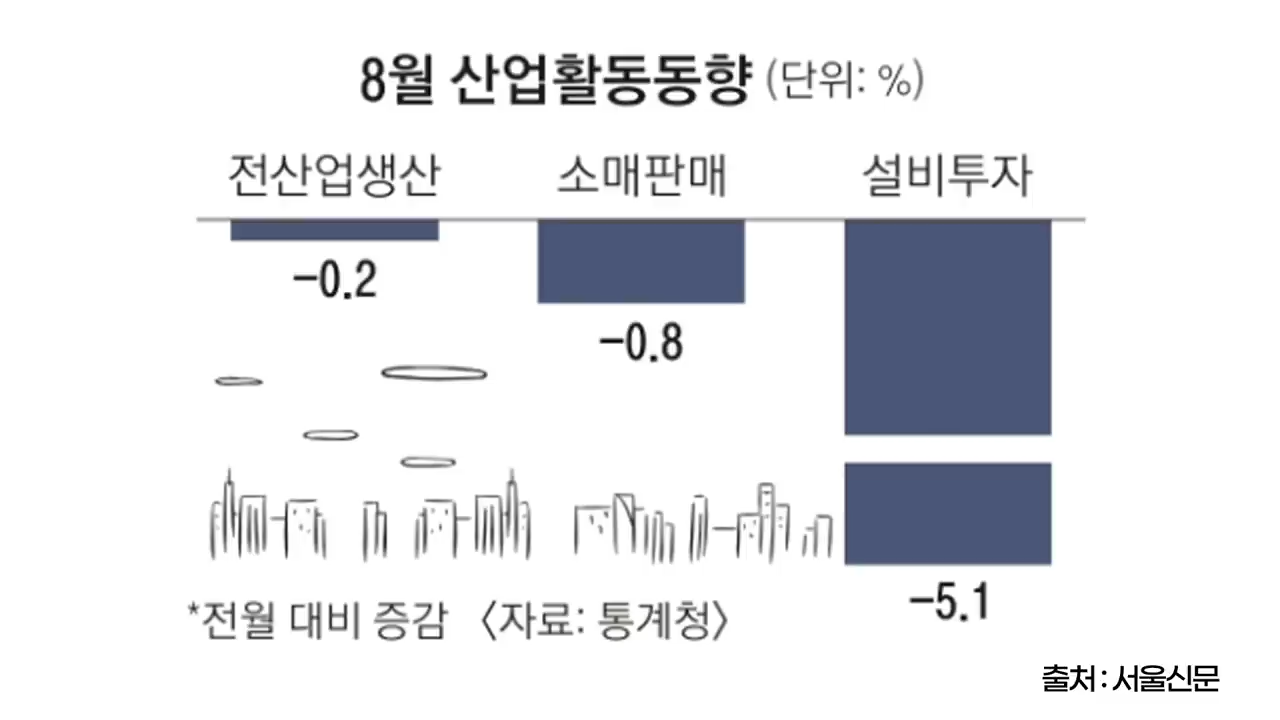 8월 산업활동동향 (단위: %)
전산업생산 소매판매 설비투자
-0.2
-0.8
-5.1
*전월 대비 증감 〈자료: 통계청〉
출처 : 서울신문